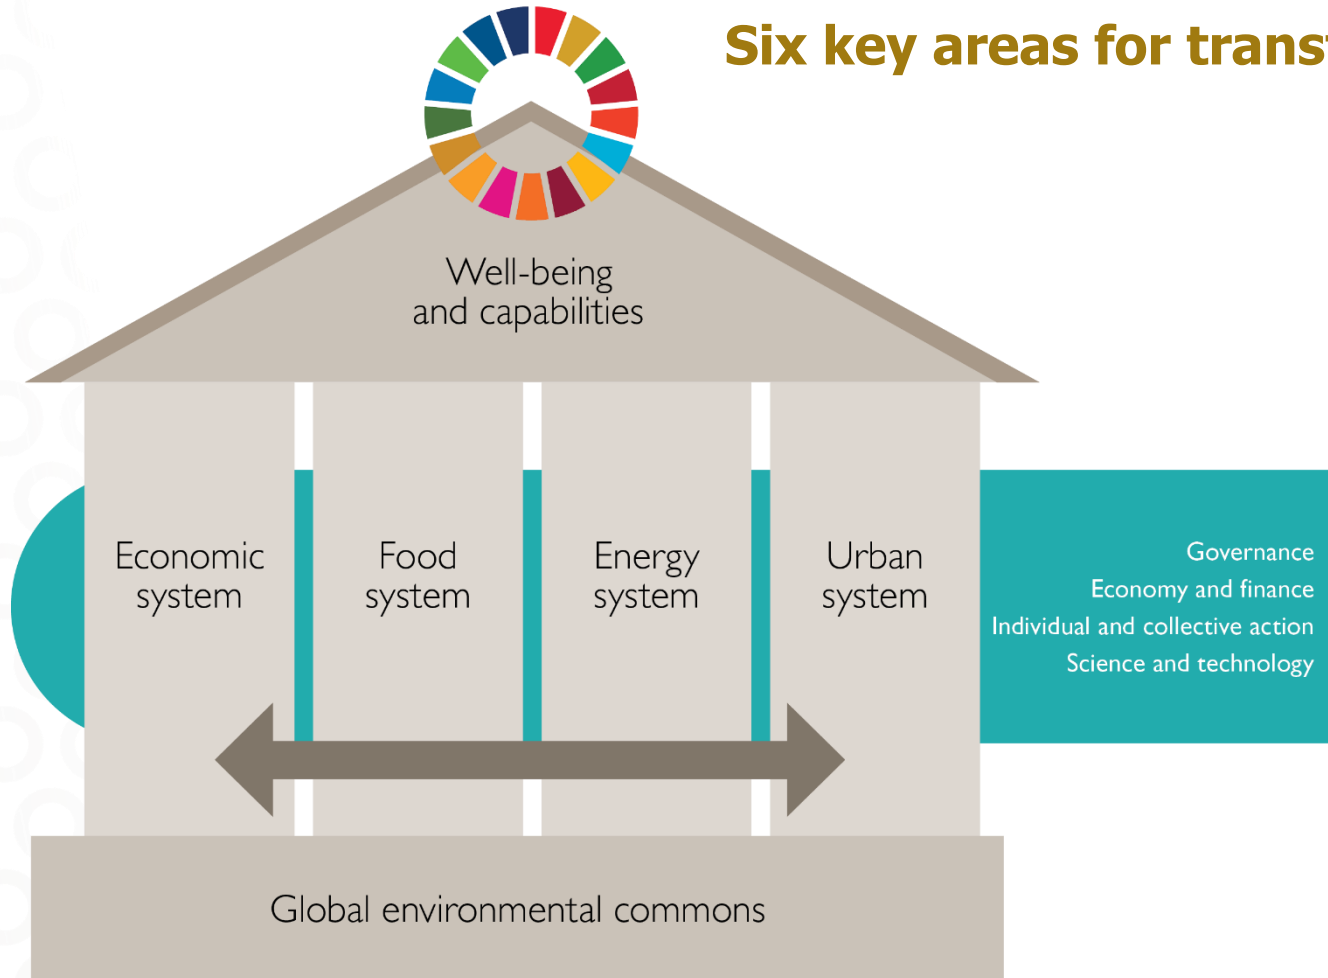 Six key areas for
Well-being
and capabilities
Economic
system
Food
system
Energy
system
Urban
system
Governance
Economy and finance
Individual and collective action
Science and technology
Global environmental commons